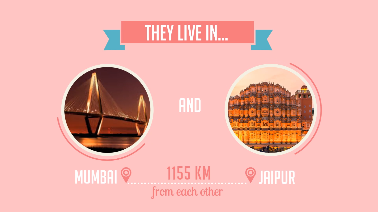 THEY LIVE IN...
AND
MUMBAI
1155 KM
JAIPUR
from each other